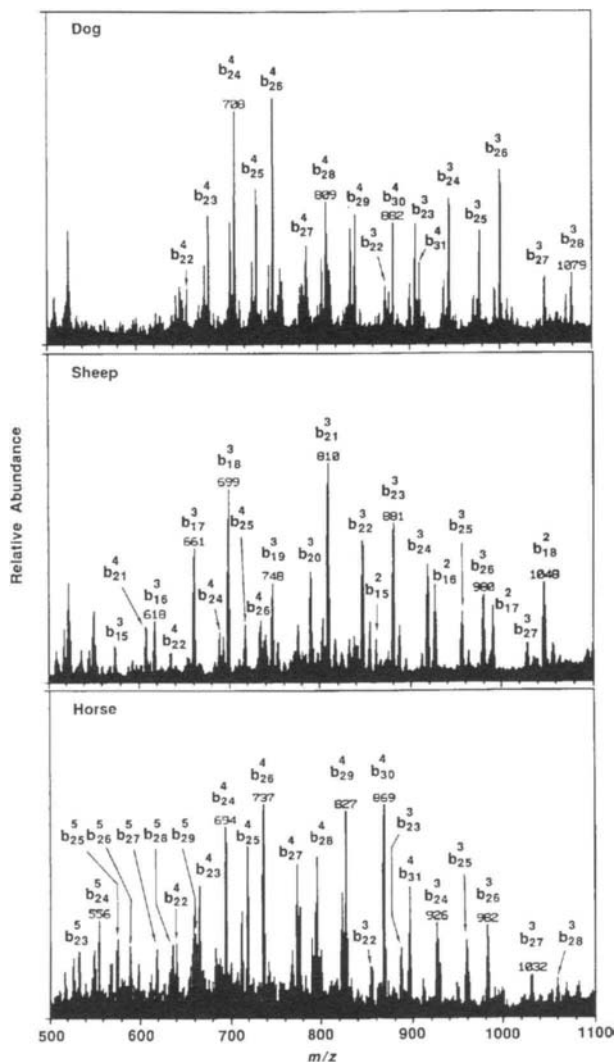 Dog
b⁴₂₂
b⁴₂₃
b⁴₂₄
708
b⁴₂₅
b⁴₂₆
b⁴₂₇
b⁴₂₈
809
b⁴₂₉
b³₂₂
b⁴₃₀
882
b³₂₃
b⁴₃₁
b³₂₄
b³₂₅
b³₂₆
b³₂₇
b³₂₈
1079
Sheep
b³₁₅
b⁴₂₁
b³₁₆
618
b⁴₂₂
b³₁₇
661
b⁴₂₄
b³₁₈
699
b⁴₂₅
b⁴₂₆
b³₁₉
748
b³₂₀
b³₂₁
810
b³₂₂
b²₁₅
b³₂₃
881
b³₂₄
b²₁₆
b³₂₅
b³₂₆
980
b²₁₇
b³₂₇
b²₁₈
1048
Horse
b⁵₂₃
b⁵₂₄
556
b⁵₂₅
b⁵₂₆
b⁵₂₇
b⁵₂₈
b⁴₂₂
b⁵₂₉
b⁴₂₃
b⁴₂₄
694
b⁴₂₅
b⁴₂₆
737
b⁴₂₇
b⁴₂₈
b⁴₂₉
827
b³₂₂
b⁴₃₀
869
b³₂₃
b⁴₃₁
b³₂₄
926
b³₂₅
b³₂₆
982
b³₂₇
1032
b³₂₈
500 600 700 800 900 1000 1100
m/z
Relative Abundance